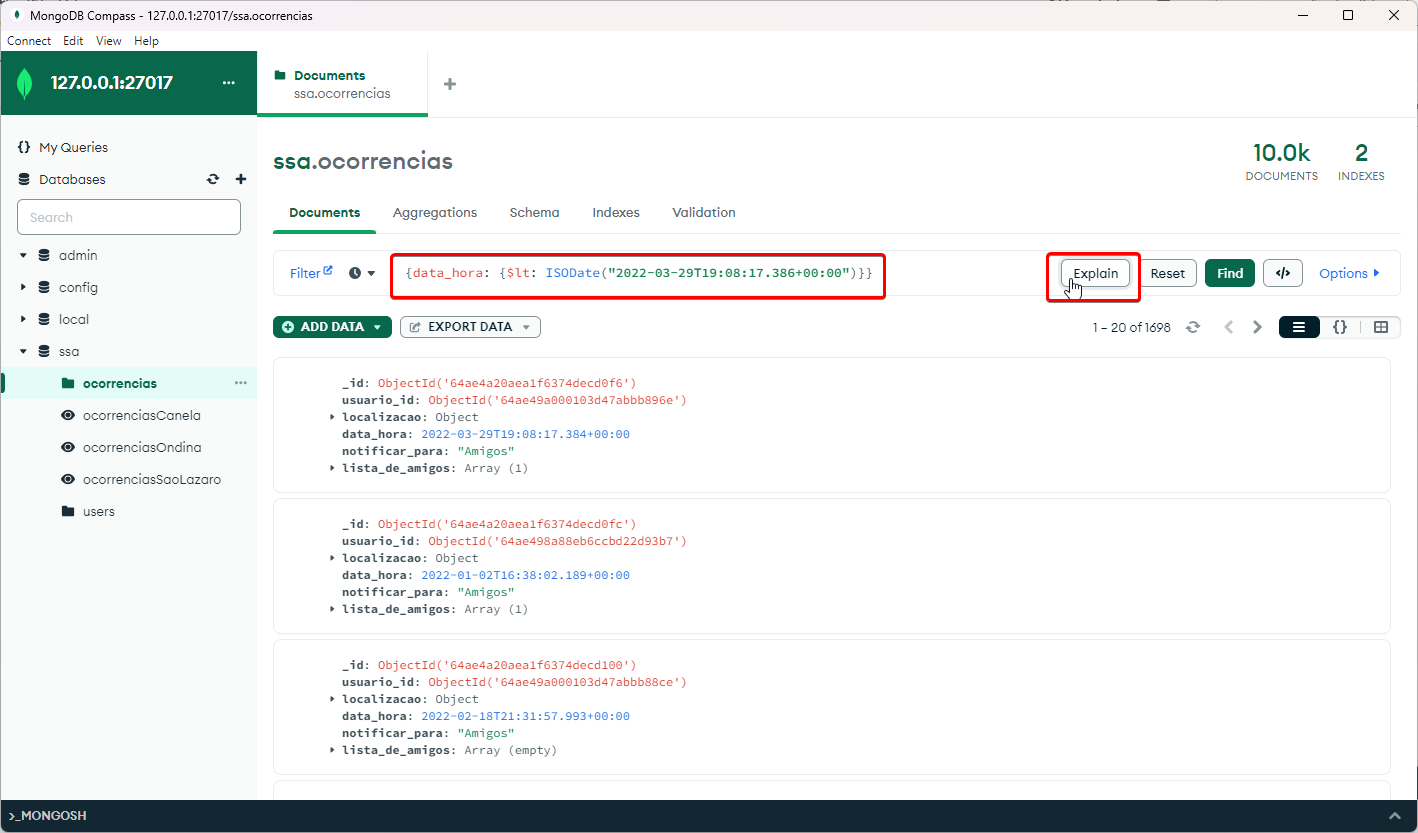 MongoDB Compass - 127.0.0.1:27017/ssa.ocorrencias
Connect Edit View Help
127.0.0.1:27017
Documents
ssa.ocorrencias
My Queries
Databases
Search
admin
config
local
ssa
ocorrencias
ocorrenciasCanela
ocorrenciasOndina
ocorrenciasSaoLazaro
users
ssa.ocorrencias
10.0k
DOCUMENTS
2
INDEXES
Documents Aggregations Schema Indexes Validation
Filter {data_hora: {$lt: ISODate("2022-03-29T19:08:17.386+00:00")}} Explain Reset Find </> Options
ADD DATA EXPORT DATA 1 – 20 of 1698 {}
_id: ObjectId('64ae4a20aea1f6374decd0f6')
usuario_id: ObjectId('64ae49a000103d47abbb896e')
localizacao: Object
data_hora: 2022-03-29T19:08:17.384+00:00
notificar_para: "Amigos"
lista_de_amigos: Array (1)
_id: ObjectId('64ae4a20aea1f6374decd0fc')
usuario_id: ObjectId('64ae498a88eb6ccbd22d93b7')
localizacao: Object
data_hora: 2022-01-02T16:38:02.189+00:00
notificar_para: "Amigos"
lista_de_amigos: Array (1)
_id: ObjectId('64ae4a20aea1f6374decd100')
usuario_id: ObjectId('64ae49a000103d47abbb88ce')
localizacao: Object
data_hora: 2022-02-18T21:31:57.993+00:00
notificar_para: "Amigos"
lista_de_amigos: Array (empty)
>_MONGOSH